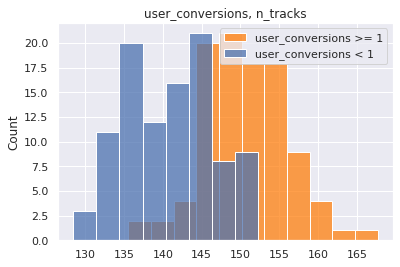 user_conversions, n_tracks
user_conversions >= 1
user_conversions < 1
Count
20.0
17.5
15.0
12.5
10.0
7.5
5.0
2.5
0.0
130 135 140 145 150 155 160 165